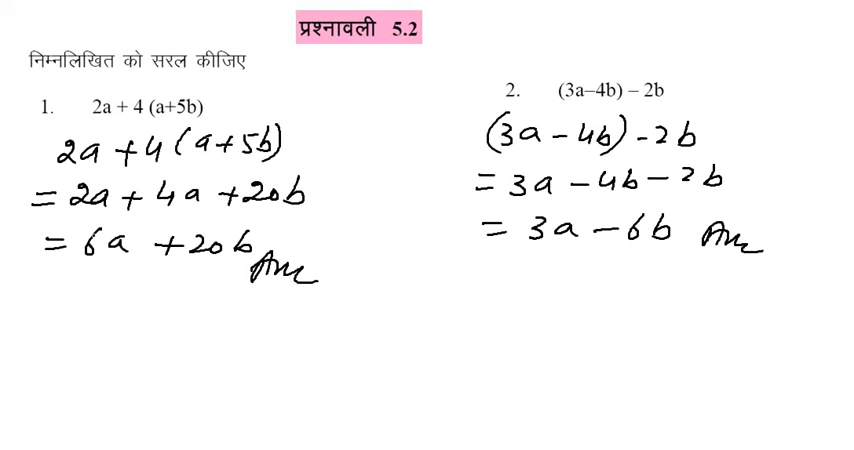 प्रश्नावली 5.2
निम्नलिखित को सरल कीजिए
1. 2a + 4 (a+5b)
2a + 4 (a + 5b)
= 2a + 4a + 20b
= 6a + 20b Ans
2. (3a–4b) – 2b
(3a - 4b) - 2b
= 3a - 4b - 2b
= 3a - 6b Ans